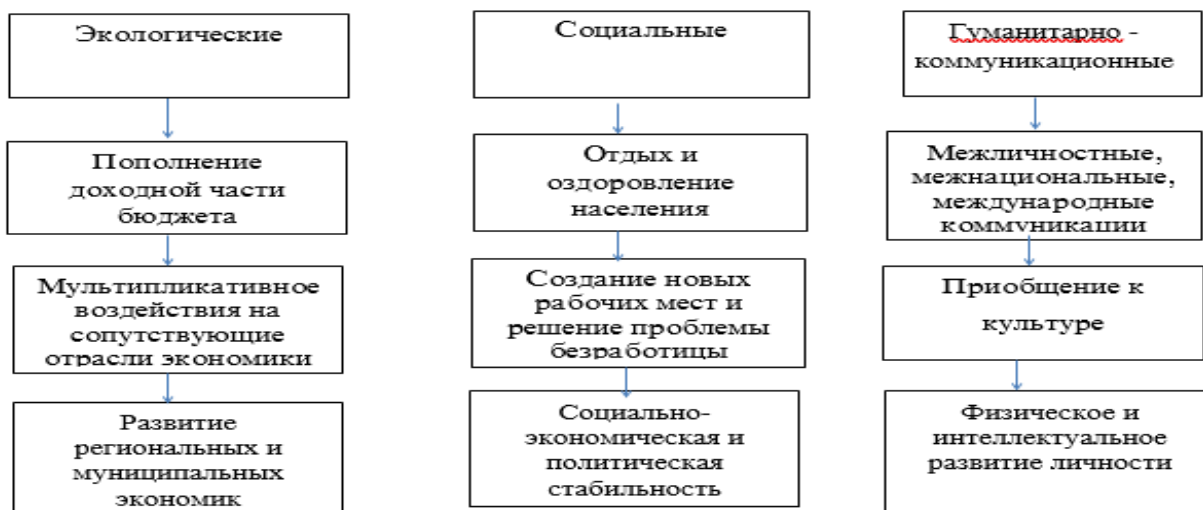 Экологические
Пополнение
доходной части
бюджета
Мультипликативное
воздействия на
сопутствующие
отрасли экономики
Развитие
региональных и
муниципальных
экономик
Социальные
Отдых и
оздоровление
населения
Создание новых
рабочих мест и
решение проблемы
безработицы
Социально-
экономическая и
политическая
стабильность
Гуманитарно -
коммуникационные
Межличностные,
межнациональные,
международные
коммуникации
Приобщение к
культуре
Физическое и
интеллектуальное
развитие личности